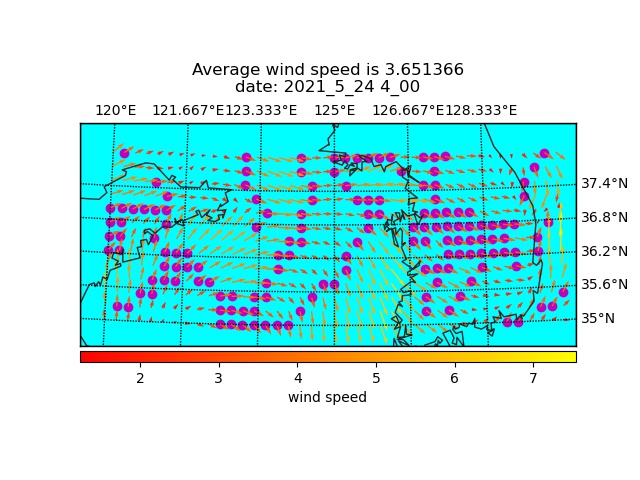 Average wind speed is 3.651366
date: 2021_5_24 4_00
120°E 121.667°E 123.333°E 125°E 126.667°E 128.333°E
37.4°N
36.8°N
36.2°N
35.6°N
35°N
2 3 4 5 6 7
wind speed